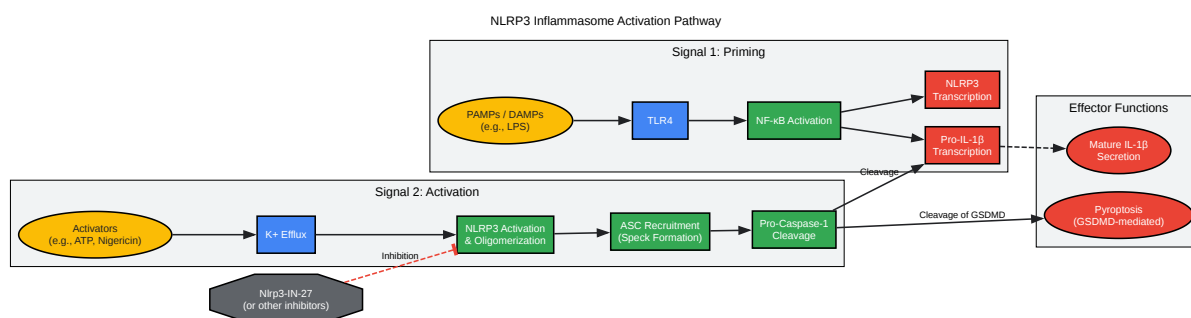 NLRP3 Inflammasome Activation Pathway
Signal 1: Priming
PAMPs / DAMPs
(e.g., LPS)
TLR4
NF-κB Activation
NLRP3
Transcription
Pro-IL-1β
Transcription
Effector Functions
Mature IL-1β
Secretion
Pyroptosis
(GSDMD-mediated)
Signal 2: Activation
Activators
(e.g., ATP, Nigericin)
K+ Efflux
NLRP3 Activation
& Oligomerization
ASC Recruitment
(Speck Formation)
Pro-Caspase-1
Cleavage
Cleavage
Cleavage of GSDMD
Inhibition
Nlrp3-IN-27
(or other inhibitors)